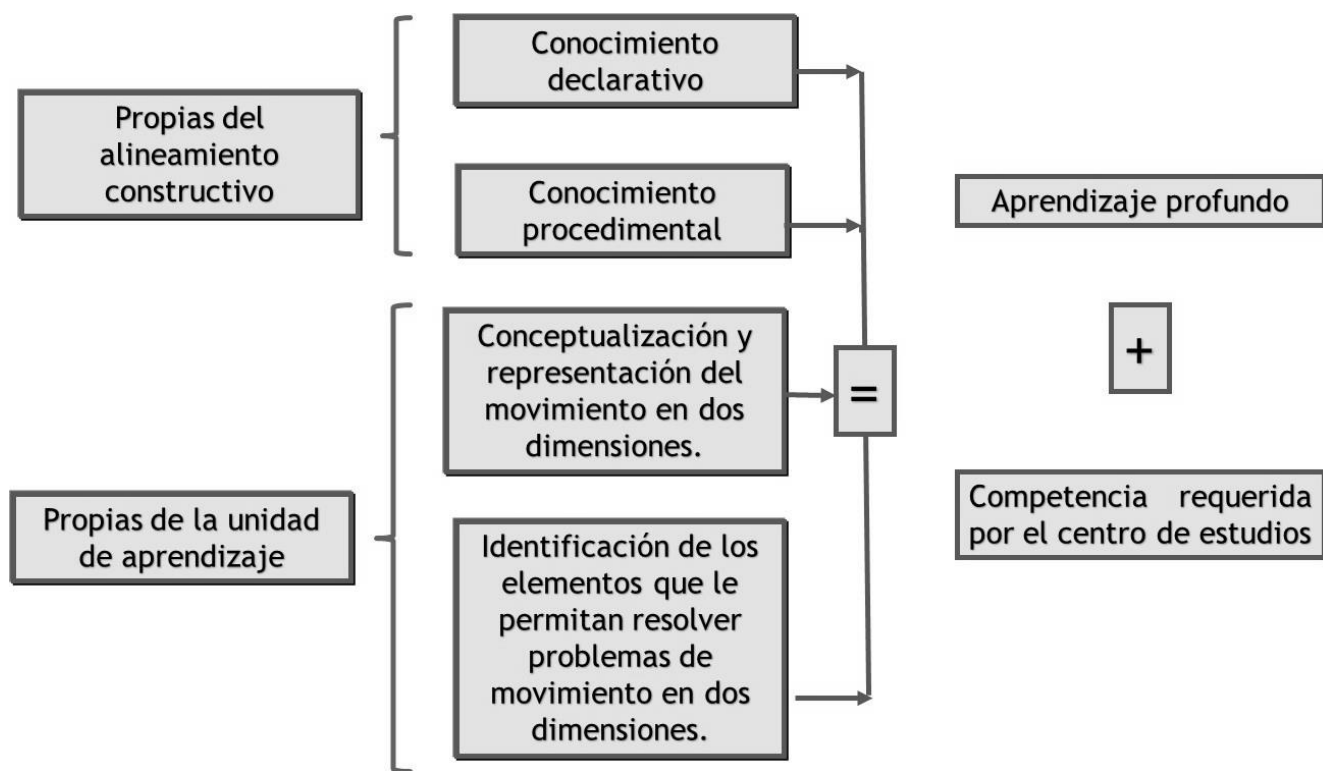 Propias del
alineamiento
constructivo
Conocimiento
declarativo
Conocimiento
procedimental
Propias de la unidad
de aprendizaje
Conceptualización y
representación del
movimiento en dos
dimensiones.
Identificación de los
elementos que le
permitan resolver
problemas de
movimiento en dos
dimensiones.
=
Aprendizaje profundo
+
Competencia requerida
por el centro de estudios